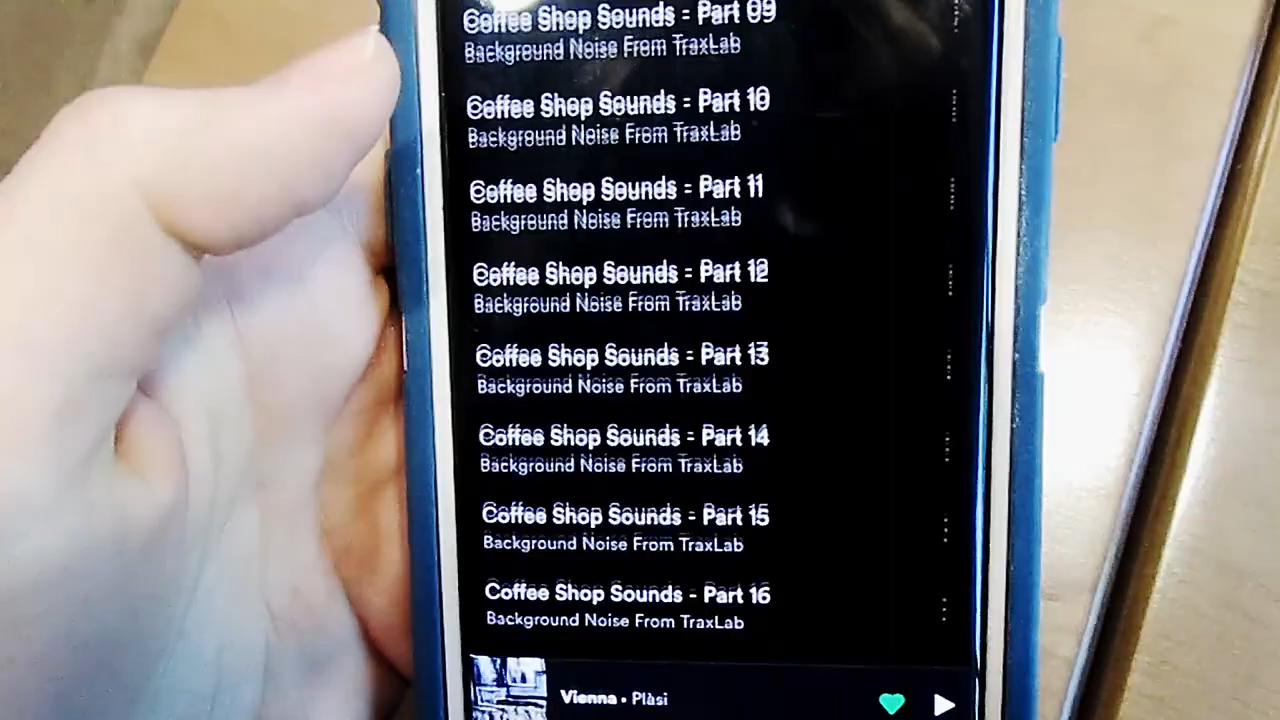 Coffee Shop Sounds - Part 09
Background Noise From TraxLab
Coffee Shop Sounds - Part 10
Background Noise From TraxLab
Coffee Shop Sounds - Part 11
Background Noise From TraxLab
Coffee Shop Sounds - Part 12
Background Noise From TraxLab
Coffee Shop Sounds - Part 13
Background Noise From TraxLab
Coffee Shop Sounds - Part 14
Background Noise From TraxLab
Coffee Shop Sounds - Part 15
Background Noise From TraxLab
Coffee Shop Sounds - Part 16
Background Noise From TraxLab
Vienna • Plàsi